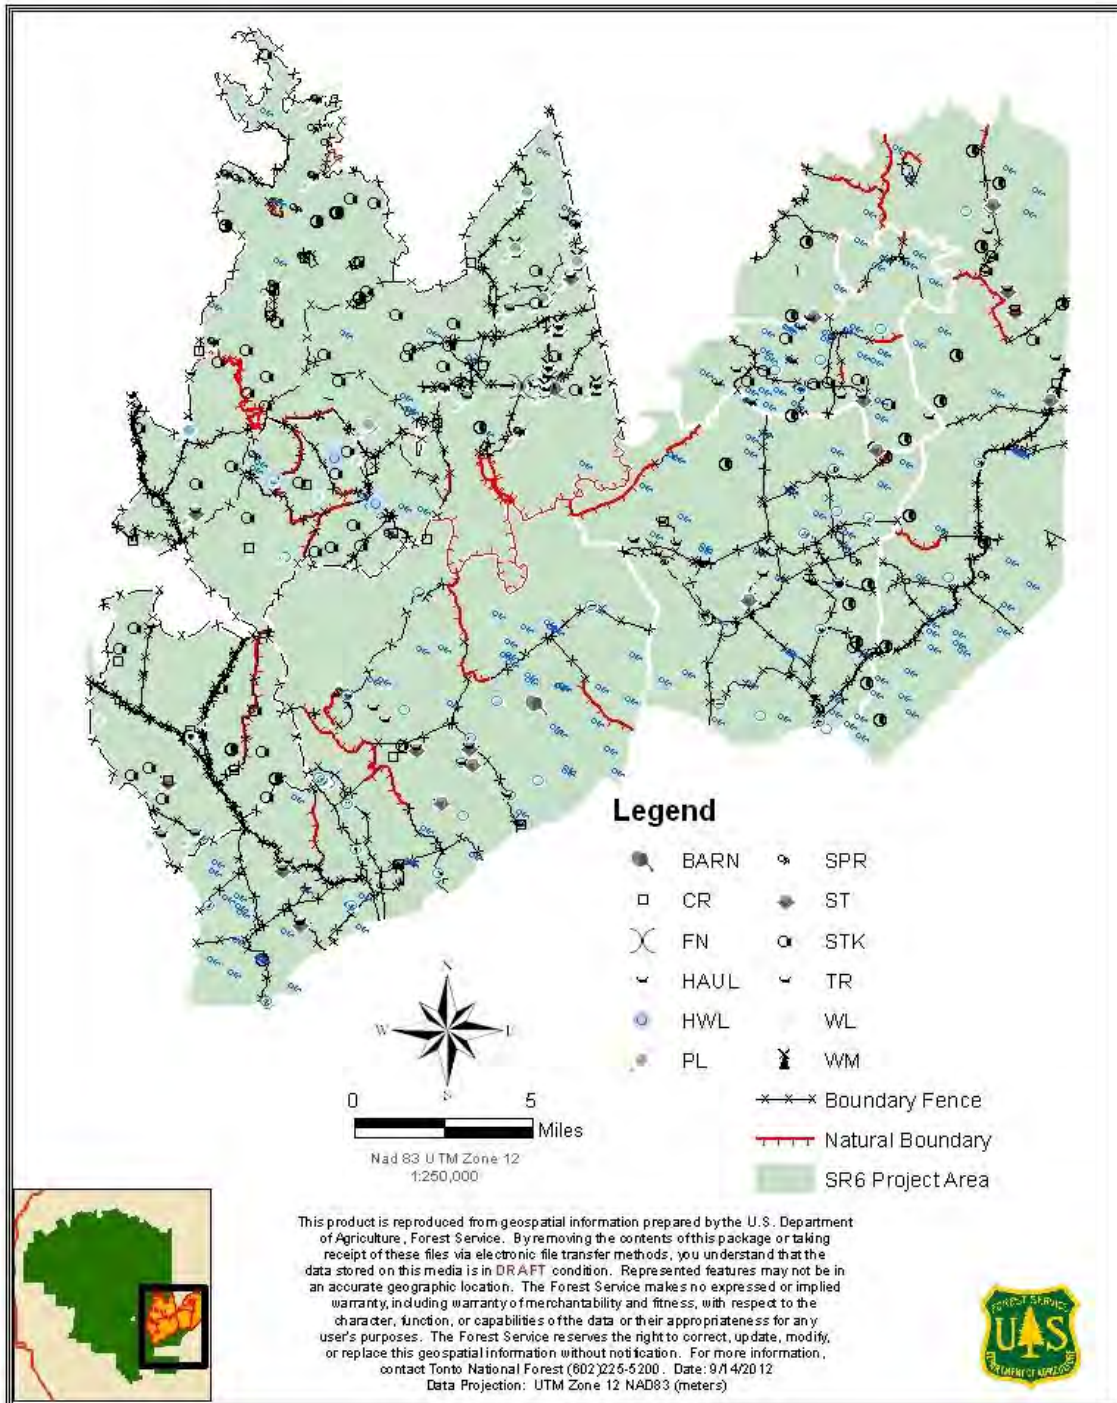 Legend
BARN SPR
CR ST
FN STK
HAUL TR
HWL WL
PL WM
Boundary Fence
Natural Boundary
SR6 Project Area
N
W E
S
0 5
Miles
Nad 83 UTM Zone 12
1:250,000
This product is reproduced from geospatial information prepared by the U.S. Department
of Agriculture, Forest Service. By removing the contents of this package or taking
receipt of these files via electronic file transfer methods, you understand that the
data stored on this media is in DRAFT condition. Represented features may not be in
an accurate geographic location. The Forest Service makes no expressed or implied
warranty, including warranty of merchantability and fitness, with respect to the
character, function, or capabilities of the data or their appropriateness for any
user's purposes. The Forest Service reserves the right to correct, update, modify,
or replace this geospatial information without notification. For more information,
contact Tonto National Forest (602)225-5200. Date: 9/14/2012
Data Projection: UTM Zone 12 NAD83 (meters)
FOREST SERVICE
U S
DEPARTMENT OF AGRICULTURE